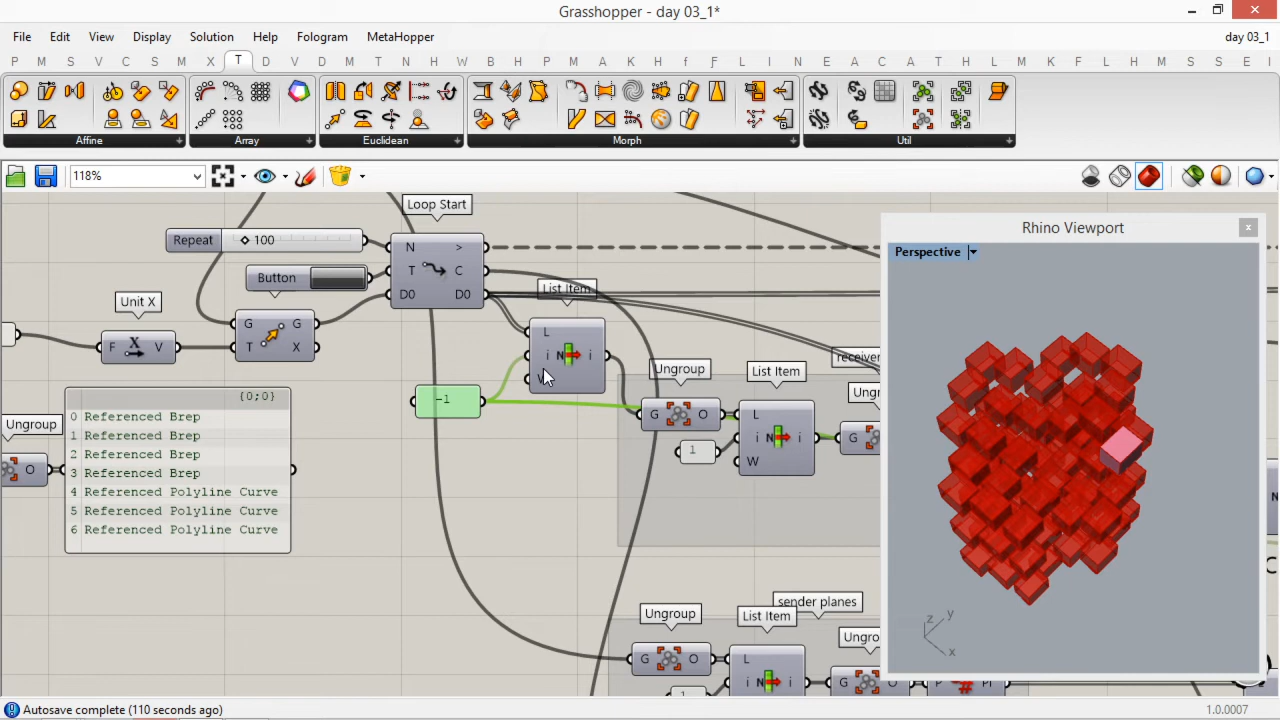 Grasshopper - day 03_1*
File Edit View Display Solution Help Fologram MetaHopper day 03_1
P M S V C S M I X T D V D M T K N H L W B H M A C K H f Q P L I N E R U A L H L H P S S E I
Affine Array Euclidean Morph Util
118%
Rhino Viewport
Perspective
z y
x
Loop Start
Repeat 100
N >
T C
D0 D0
Button
List Item
L
i i
Unit X
F X V
G G
T X
-1
Ungroup
G O
List Item
L
i N i
W
1
receiver
Ung
G
{0;0}
0 Referenced Brep
1 Referenced Brep
2 Referenced Brep
3 Referenced Brep
4 Referenced Polyline Curve
5 Referenced Polyline Curve
6 Referenced Polyline Curve
Ungroup
O
sender planes
Ungroup
G O
List Item
L
i N i
Ungro
G
Autosave complete (110 seconds ago)
1.0.0007